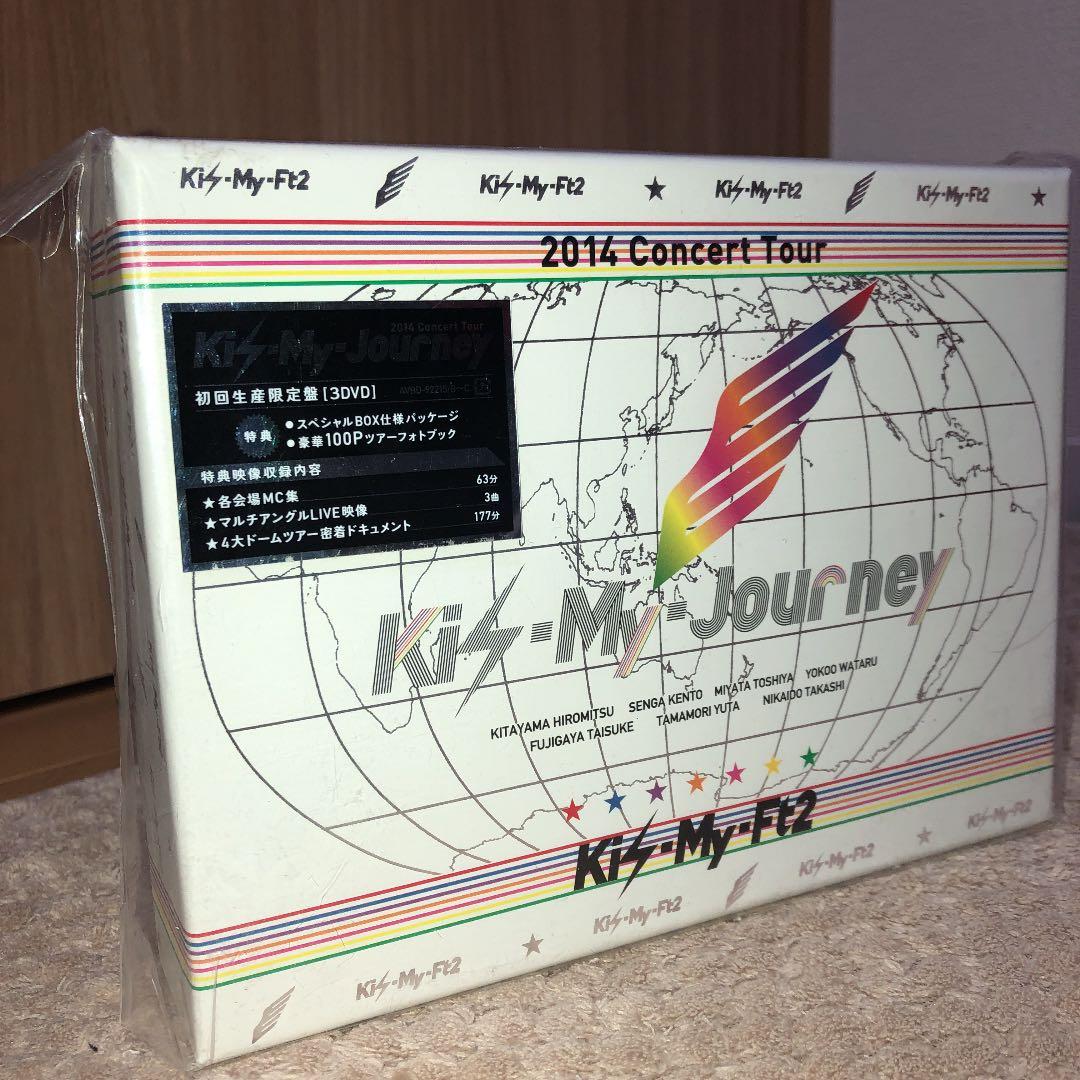 Kis-My-Ft2 Kis-My-Ft2 ★ Kis-My-Ft2 Kis-My-Ft2 ★
2014 Concert Tour
2014 Concert Tour
Kis-My-Journey
初回生産限定盤[3DVD]
特典
●スペシャルBOX仕様パッケージ
●豪華100Pツアーフォトブック
特典映像収録内容
★各会場MC集 63分
★マルチアングルLIVE映像 3曲
★4大ドームツアー密着ドキュメント 177分
Kis-My-Journey
KITAYAMA HIROMITSU SENGA KENTO MIYATA TOSHIYA YOKOO WATARU
FUJIGAYA TAISUKE TAMAMORI YUTA NIKAIDO TAKASHI
Kis-My-Ft2
Kis-My-Ft2 ★ Kis-My-Ft2 Kis-My-Ft2 ★ Kis-My-Ft2